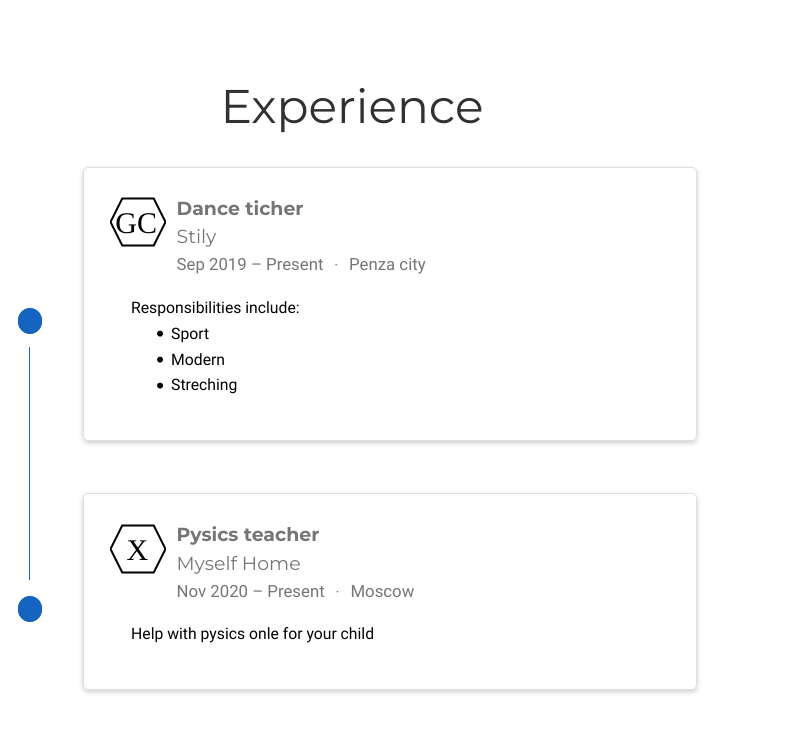 Experience
GC
Dance ticher
Stily
Sep 2019 – Present · Penza city
Responsibilities include:
• Sport
• Modern
• Streching
X
Pysics teacher
Myself Home
Nov 2020 – Present · Moscow
Help with pysics onle for your child